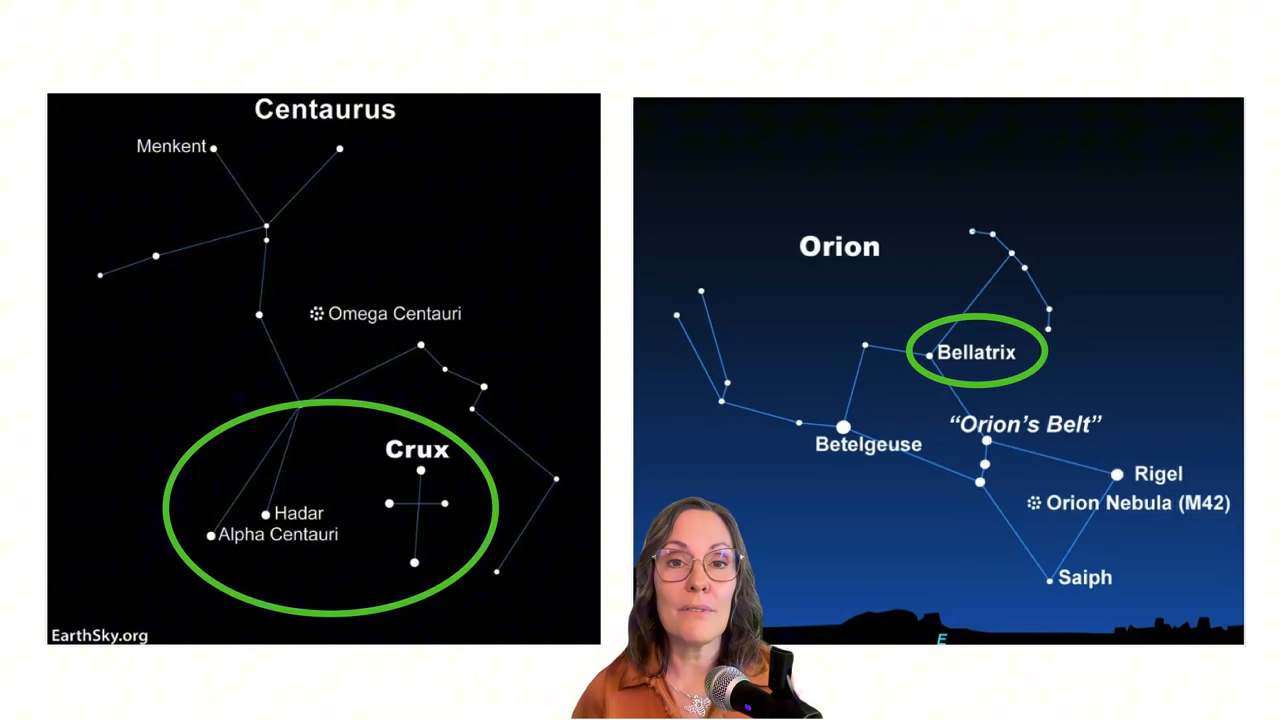 Centaurus
Menkent
Omega Centauri
Crux
Hadar
Alpha Centauri
EarthSky.org
Orion
Bellatrix
“Orion’s Belt”
Betelgeuse
Rigel
Orion Nebula (M42)
Saiph
E